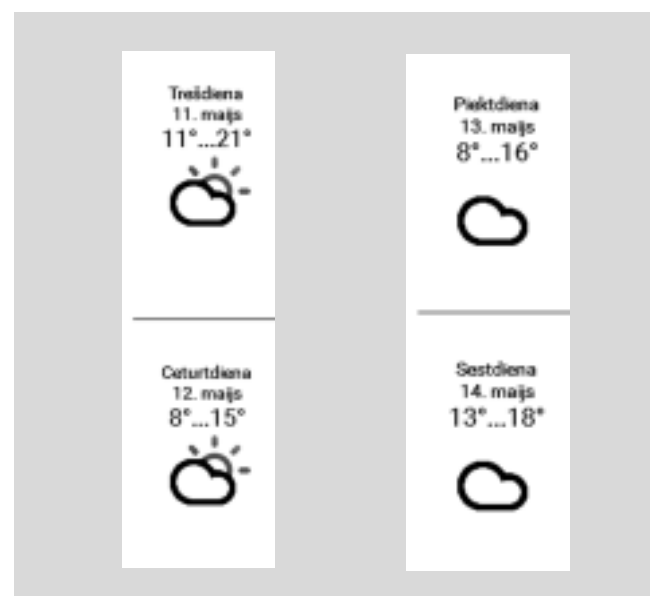 Trešdiena
11. maijs
11°...21°
Ceturtdiena
12. maijs
8°...15°
Piektdiena
13. maijs
8°...16°
Sestdiena
14. maijs
13°...18°